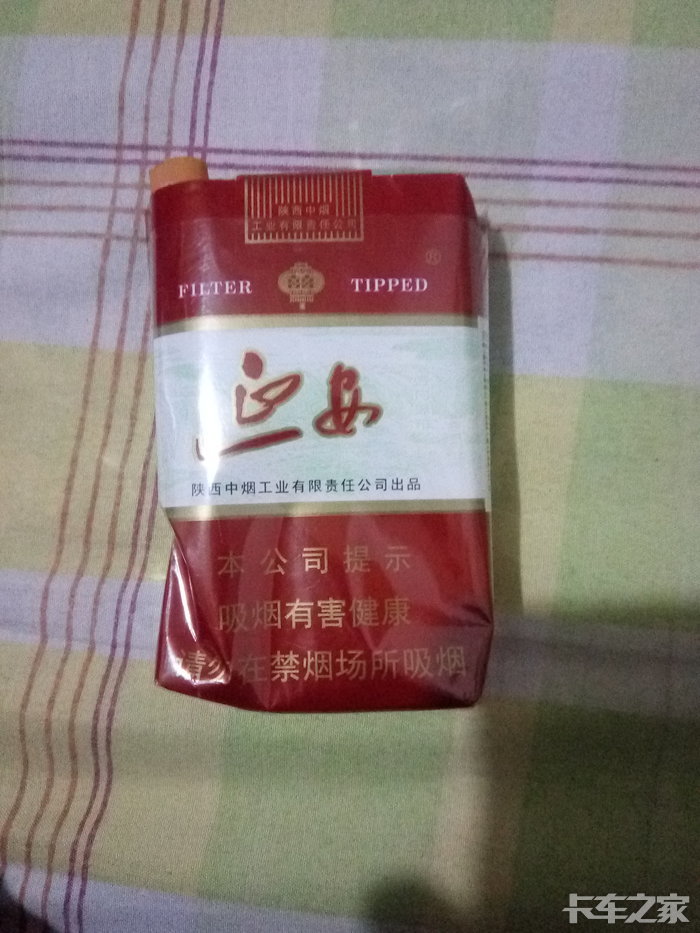 陕西中烟
工业有限责任公司
®
FILTER TIPPED
延安
陕西中烟工业有限责任公司出品
本公司提示
吸烟有害健康
请勿在禁烟场所吸烟
卡车之家